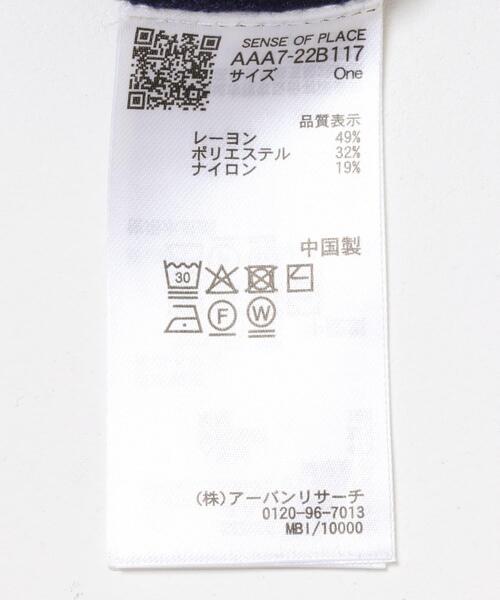 SENSE OF PLACE
AAA7-22B117
サイズ One
品質表示
レーヨン 49%
ポリエステル 32%
ナイロン 19%
中国製
30
F W
(株)アーバンリサーチ
0120-96-7013
MBI/10000